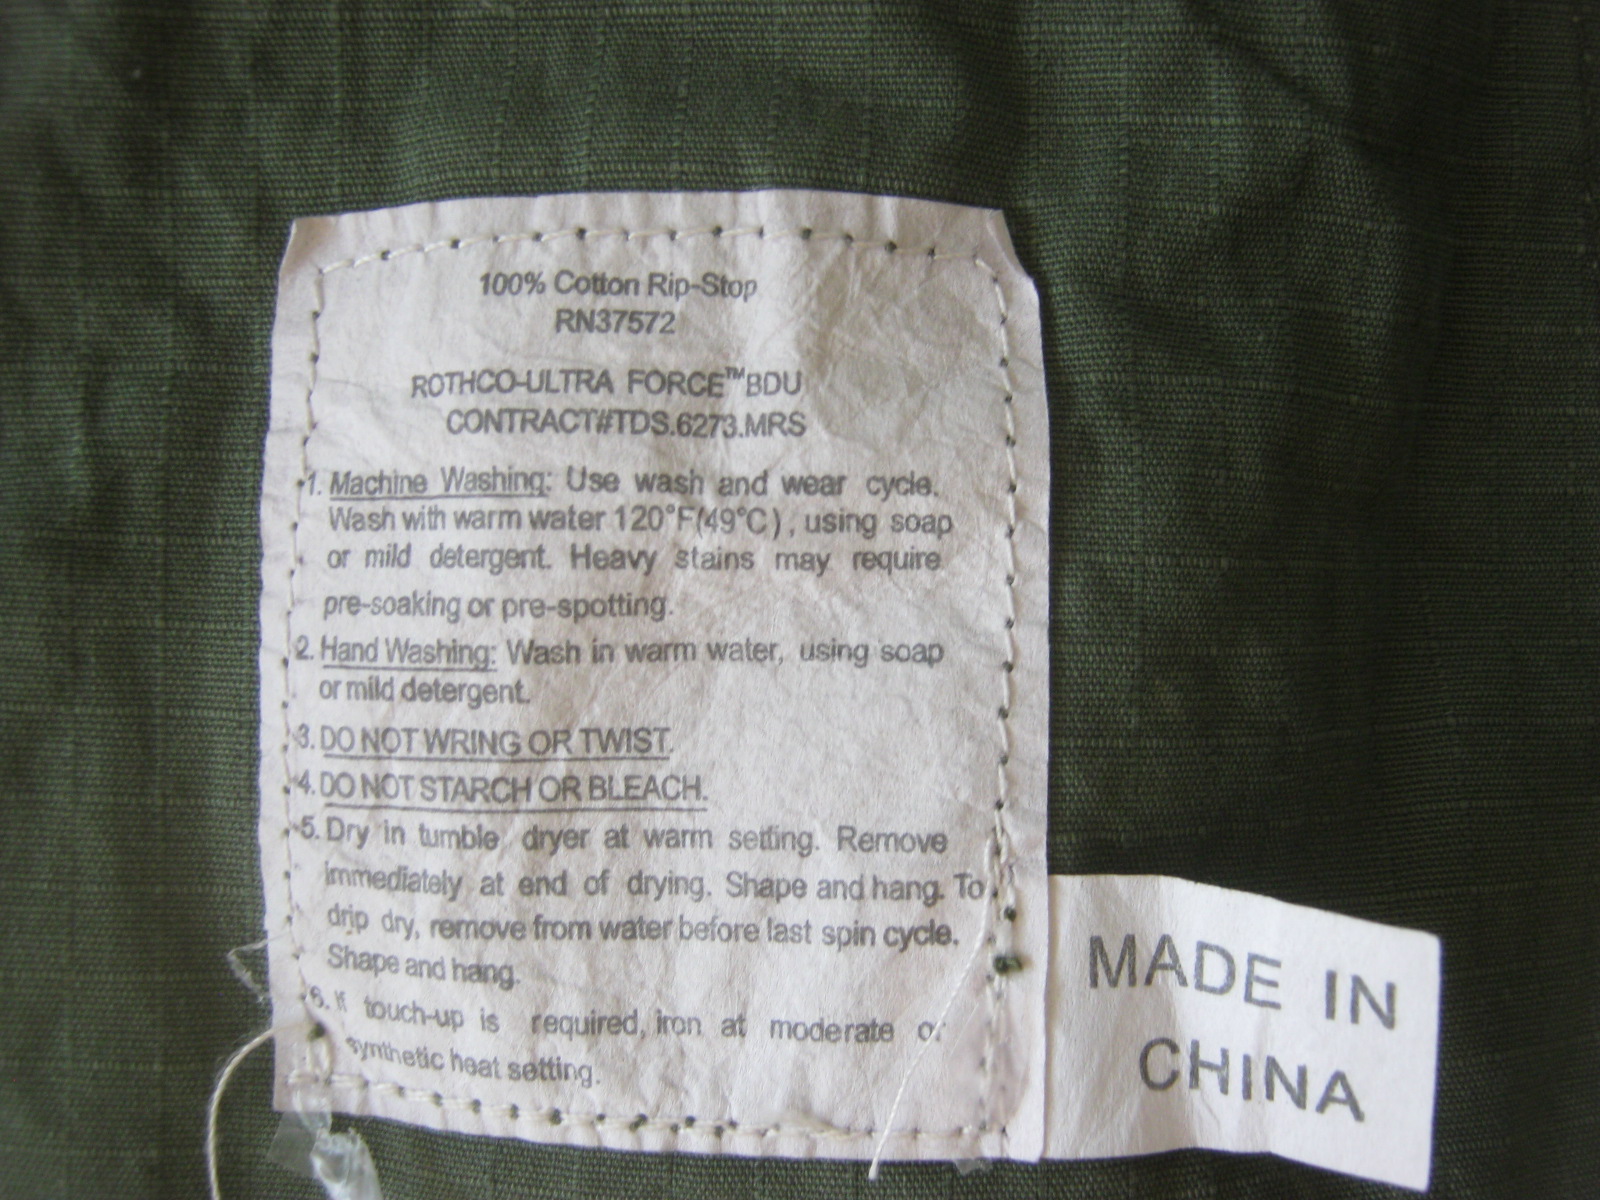 100% Cotton Rip-Stop
RN37572
ROTHCO-ULTRA FORCE™BDU
CONTRACT#TDS.6273.MRS
1. Machine Washing: Use wash and wear cycle.
Wash with warm water 120°F(49°C), using soap
or mild detergent. Heavy stains may require
pre-soaking or pre-spotting.
2. Hand Washing: Wash in warm water, using soap
or mild detergent.
3. DO NOT WRING OR TWIST.
4. DO NOT STARCH OR BLEACH.
5. Dry in tumble dryer at warm setting. Remove
immediately at end of drying. Shape and hang. To
drip dry, remove from water before last spin cycle.
Shape and hang.
6. If touch-up is required, iron at moderate or
synthetic heat setting.
MADE IN
CHINA